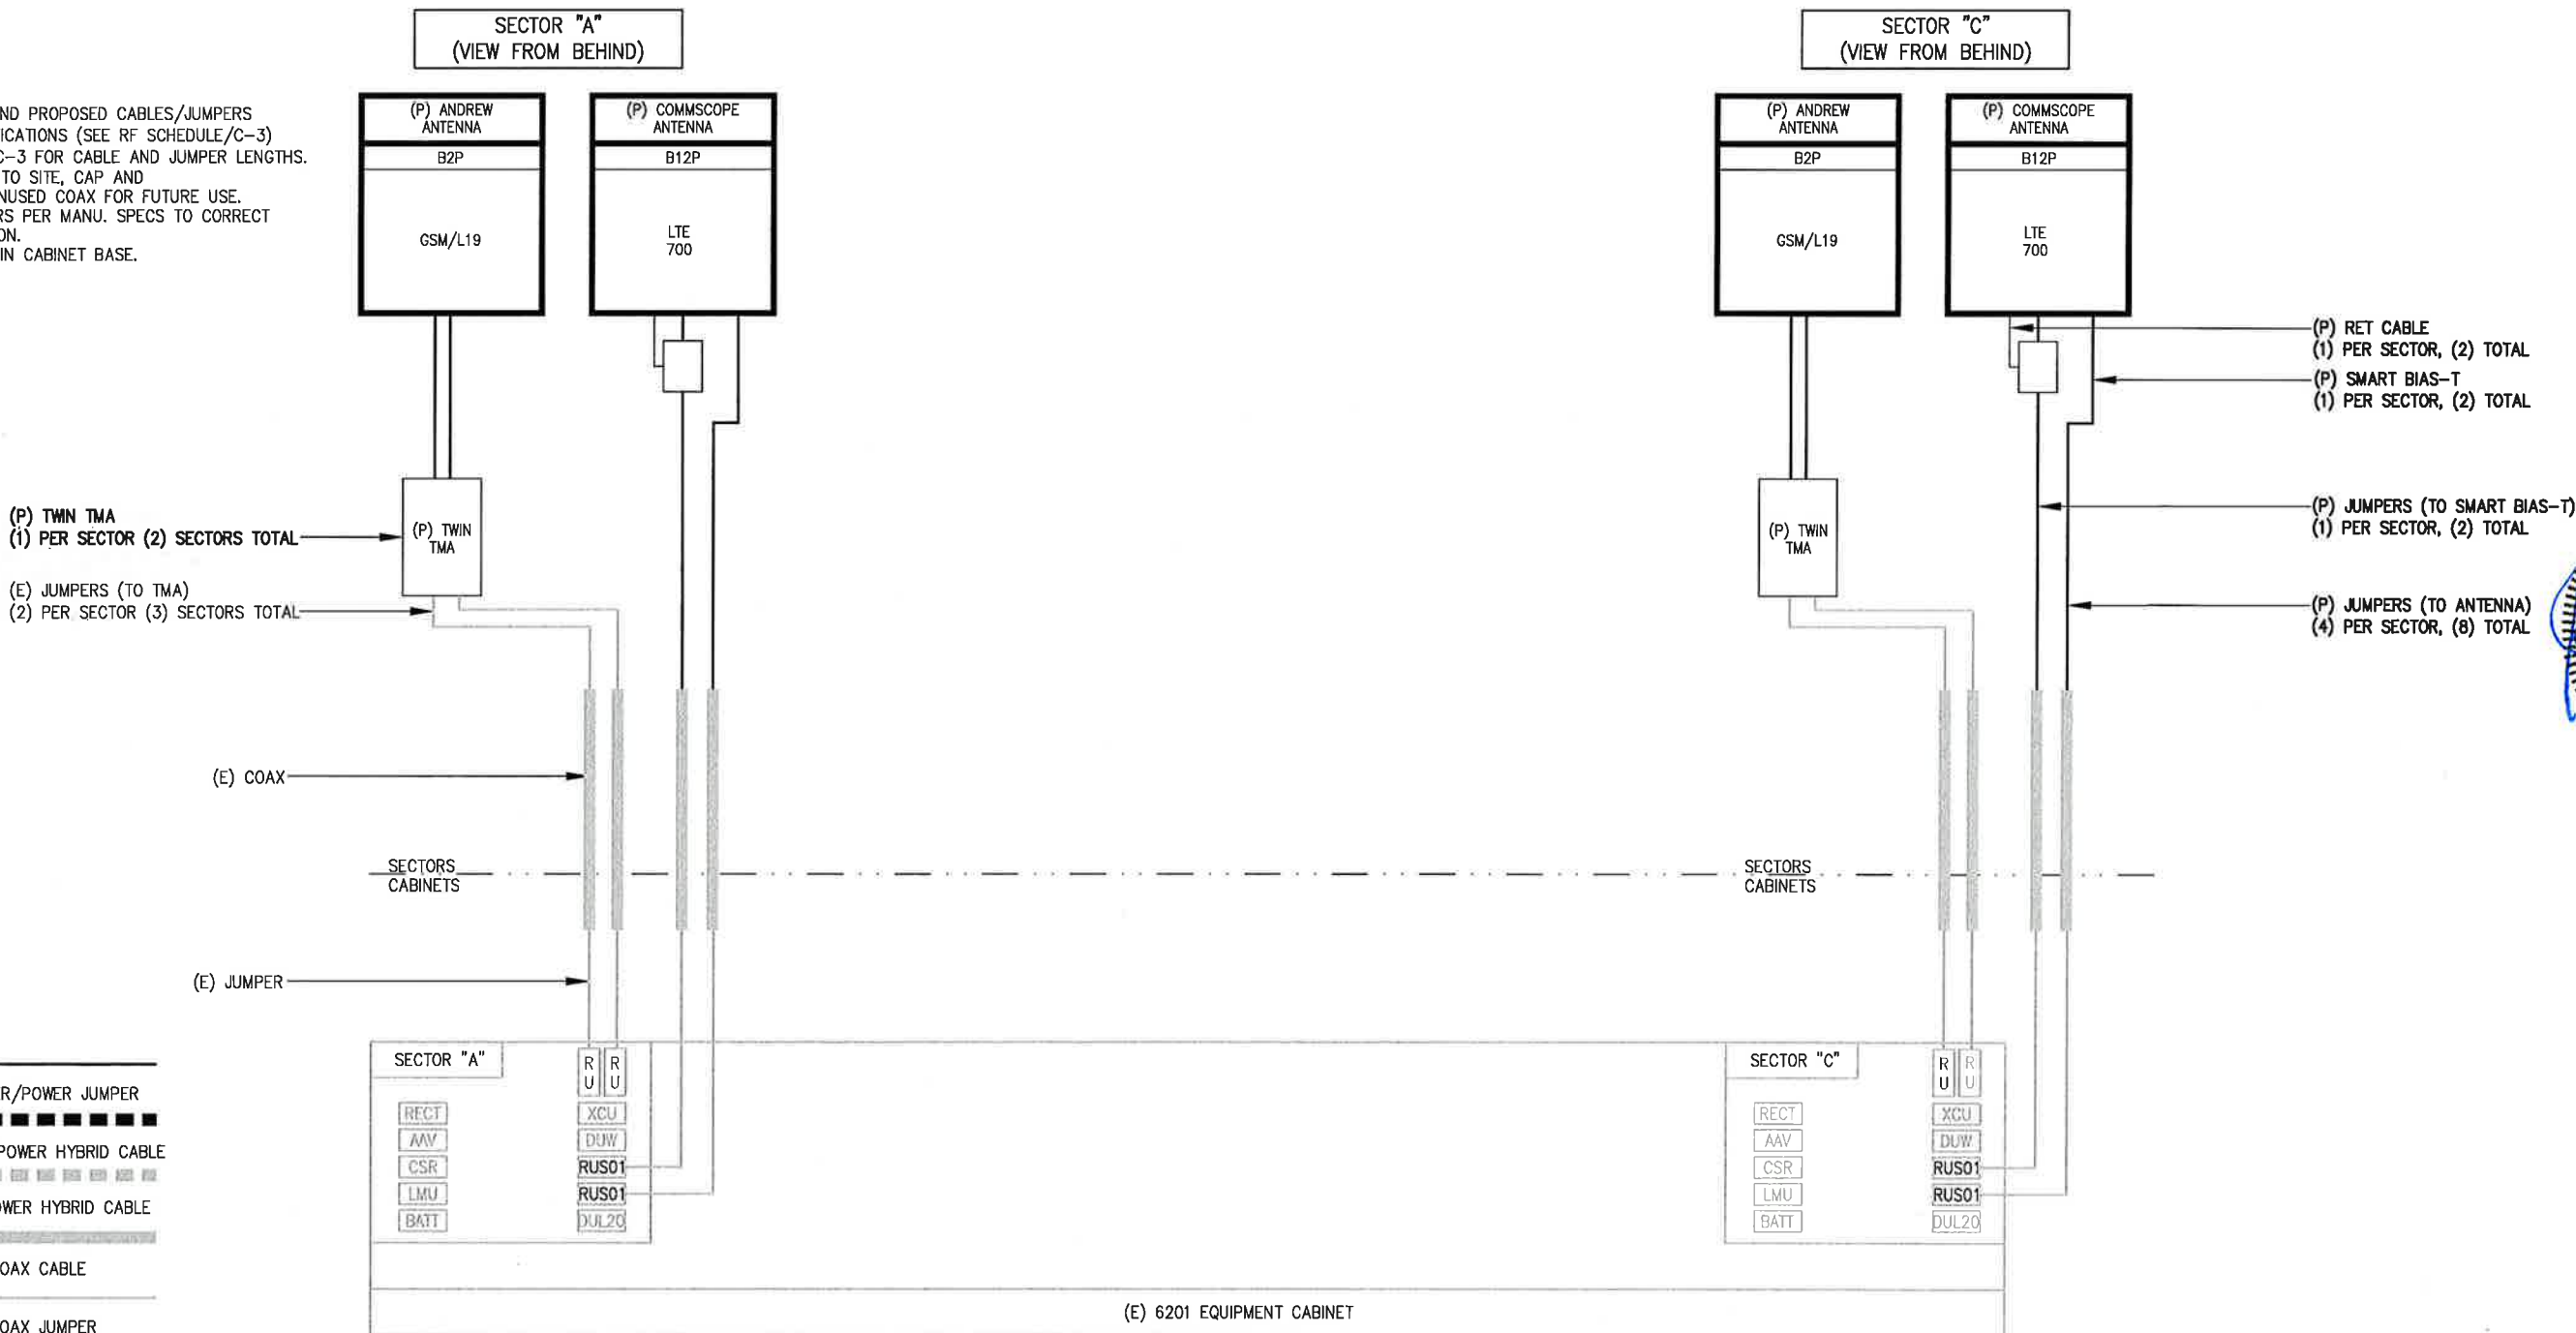 SECTOR "A"
(VIEW FROM BEHIND)
SECTOR "C"
(VIEW FROM BEHIND)
ND PROPOSED CABLES/JUMPERS
ICATIONS (SEE RF SCHEDULE/C-3)
C-3 FOR CABLE AND JUMPER LENGTHS.
TO SITE, CAP AND
NUSED COAX FOR FUTURE USE.
RS PER MANU. SPECS TO CORRECT
ON.
IN CABINET BASE.
(P) ANDREW
ANTENNA
B2P
GSM/L19
(P) COMMSCOPE
ANTENNA
B12P
LTE
700
(P) ANDREW
ANTENNA
B2P
GSM/L19
(P) COMMSCOPE
ANTENNA
B12P
LTE
700
(P) RET CABLE
(1) PER SECTOR, (2) TOTAL
(P) SMART BIAS-T
(1) PER SECTOR, (2) TOTAL
(P) TWIN TMA
(1) PER SECTOR (2) SECTORS TOTAL
(P) TWIN
TMA
(P) TWIN
TMA
(P) JUMPERS (TO SMART BIAS-T)
(1) PER SECTOR, (2) TOTAL
(E) JUMPERS (TO TMA)
(2) PER SECTOR (3) SECTORS TOTAL
(P) JUMPERS (TO ANTENNA)
(4) PER SECTOR, (8) TOTAL
(E) COAX
SECTORS
CABINETS
SECTORS
CABINETS
(E) JUMPER
SECTOR "A"
R
U
R
U
RECT
AAV
CSR
LMU
BATT
XCU
DUW
RUS01
RUS01
DUL20
SECTOR "C"
R
U
R
U
RECT
AAV
CSR
LMU
BATT
XCU
DUW
RUS01
RUS01
DUL20
R/POWER JUMPER
POWER HYBRID CABLE
OWER HYBRID CABLE
OAX CABLE
OAX JUMPER
(E) 6201 EQUIPMENT CABINET